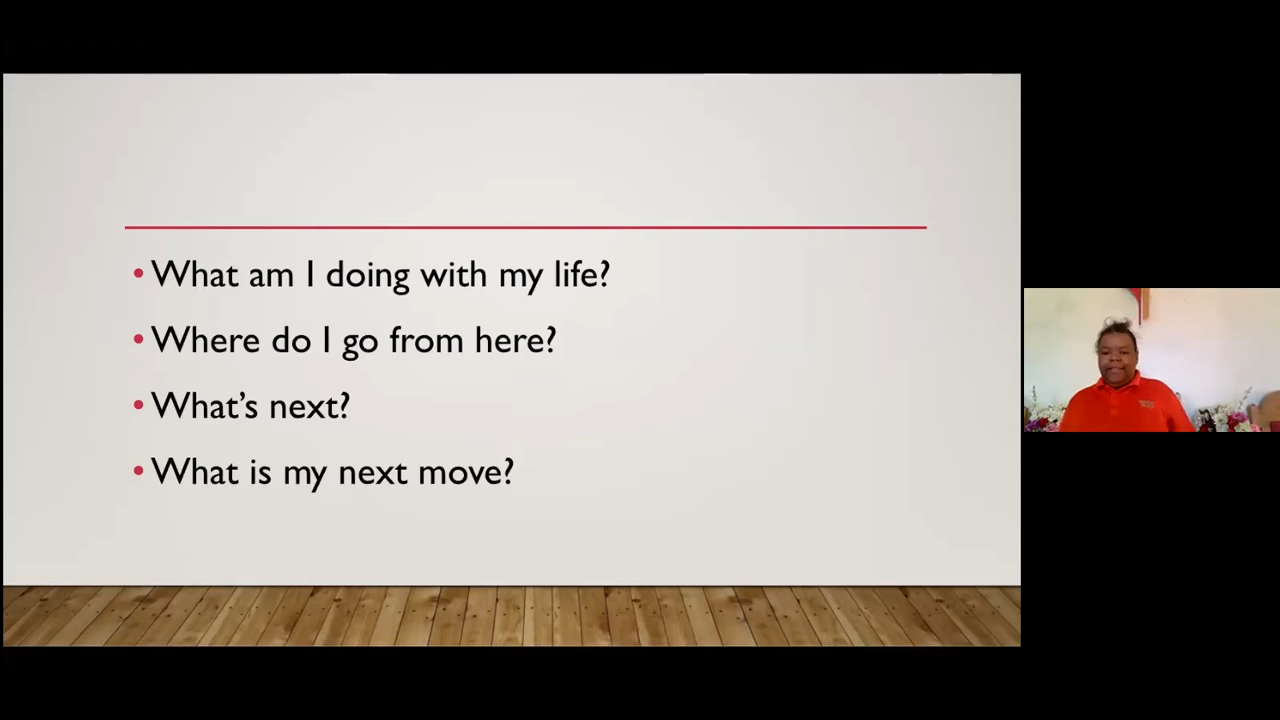 • What am I doing with my life?
• Where do I go from here?
• What's next?
• What is my next move?